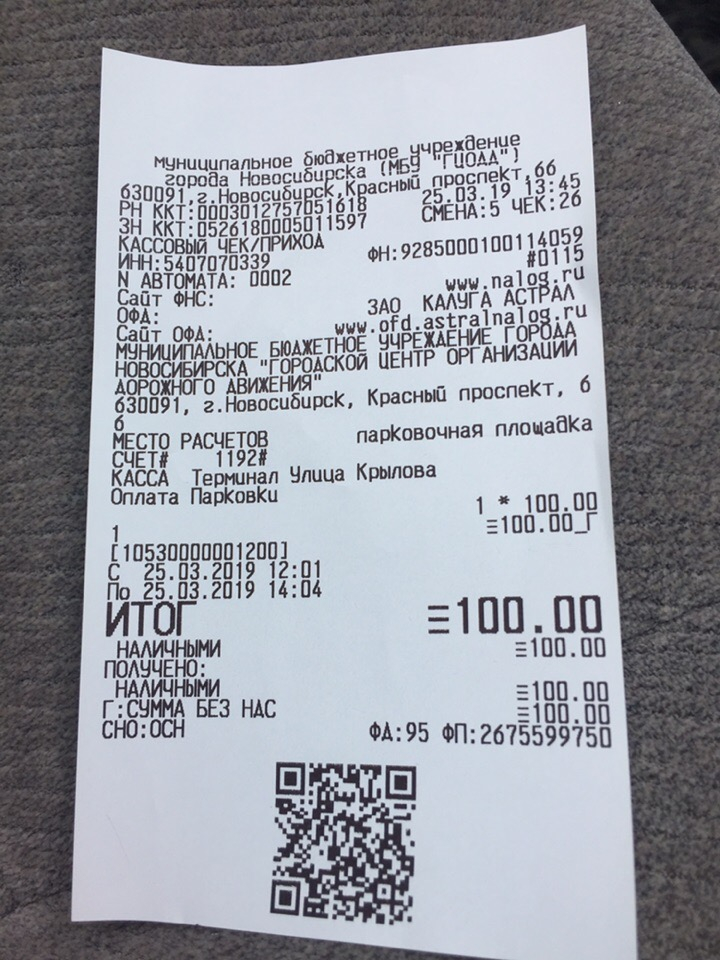 муниципальное бюджетное учреждение
города Новосибирска (МБУ "ГЦОДД")
630091,г.Новосибирск,Красный проспект,66
РН ККТ:0003012757051618 25.03.19 13:45
ЗН ККТ:0526180005011597 СМЕНА:5 ЧЕК:26
КАССОВЫЙ ЧЕК/ПРИХОД
ИНН:5407070339 ФН:9285000100114059
N АВТОМАТА: 0002 #0115
Сайт ФНС: www.nalog.ru
ОФД: ЗАО КАЛУГА АСТРАЛ
Сайт ОФД: www.ofd.astralnalog.ru
МУНИЦИПАЛЬНОЕ БЮДЖЕТНОЕ УЧРЕЖДЕНИЕ ГОРОДА
НОВОСИБИРСКА "ГОРОДСКОЙ ЦЕНТР ОРГАНИЗАЦИИ
ДОРОЖНОГО ДВИЖЕНИЯ"
630091, г.Новосибирск, Красный проспект, 6
6
МЕСТО РАСЧЕТОВ парковочная площадка
СЧЕТ# 1192#
КАССА Терминал Улица Крылова
Оплата Парковки
1 * 100.00
1 ≡100.00_Г
[10530000001200]
С 25.03.2019 12:01
По 25.03.2019 14:04
ИТОГ ≡100.00
НАЛИЧНЫМИ ≡100.00
ПОЛУЧЕНО:
НАЛИЧНЫМИ ≡100.00
Г:СУММА БЕЗ НДС ≡100.00
СНО:ОСН ФД:95 ФП:2675599750